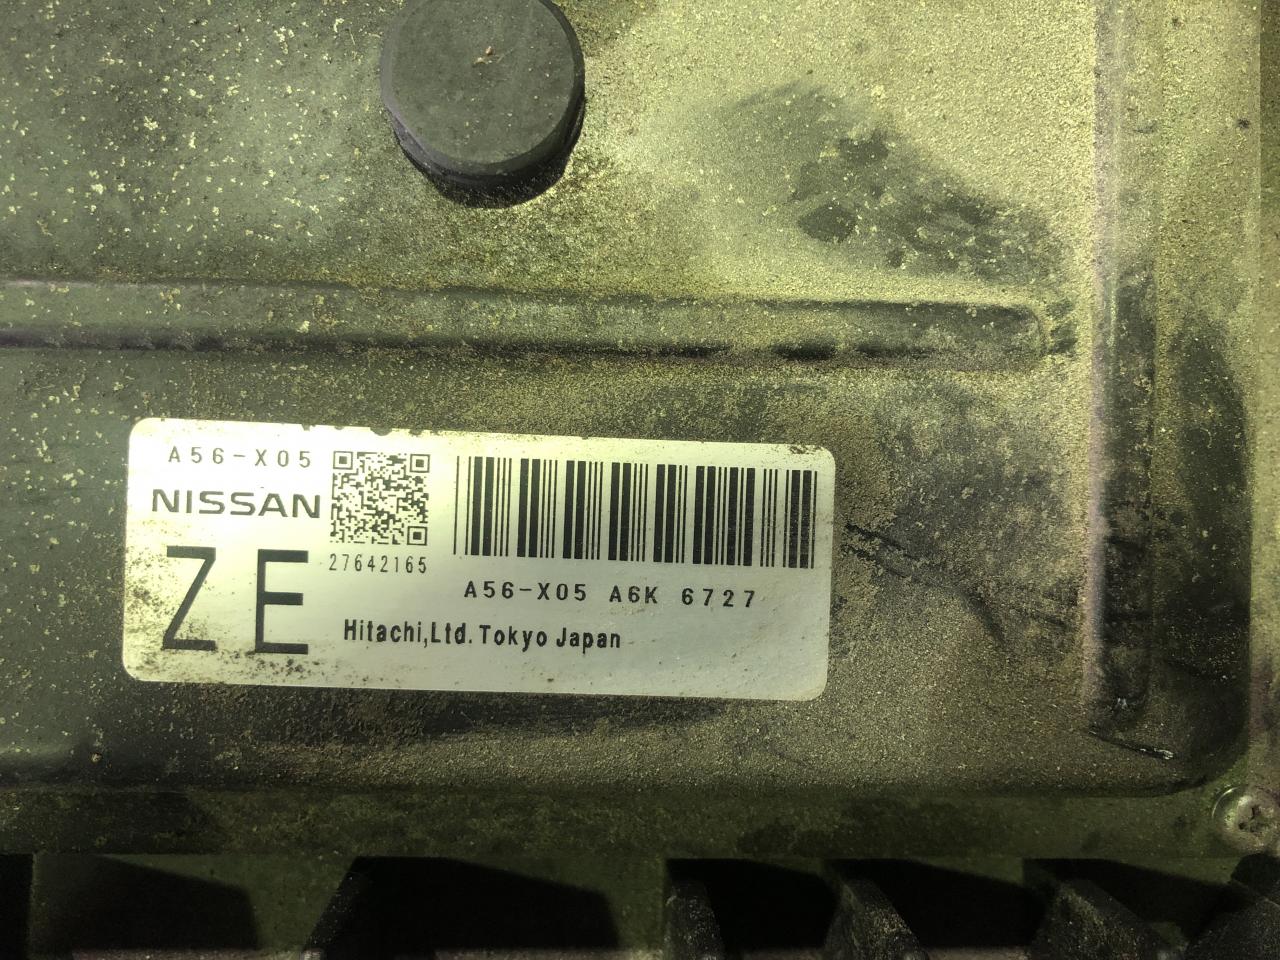 A56-X05
NISSAN
ZE
27642165
A56-X05 A6K 6727
Hitachi,Ltd. Tokyo Japan